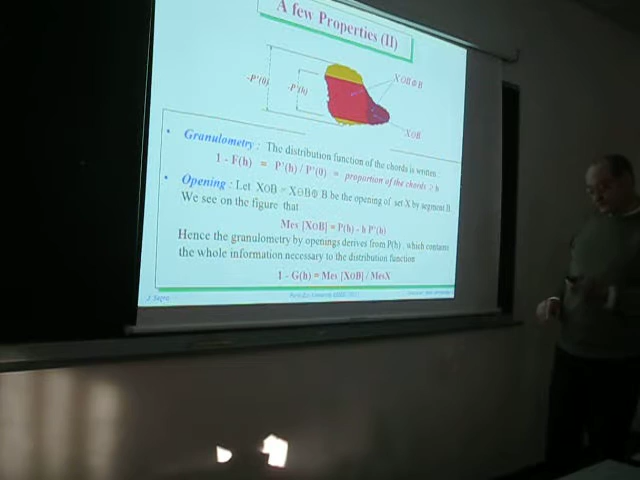 A few Properties (II)
-P'(0)
-P'(h)
X⊖B⊕B
X⊖B
• Granulometry : The distribution function of the chords is written :
1 - F(h) = P'(h) / P'(0) = proportion of the chords ≥ h
• Opening : Let XOB = X⊖B⊕ B be the opening of set X by segment B.
We see on the figure that
Mes [XOB] = P(h) - h P'(h)
Hence the granulometry by openings derives from P(h) , which contains
the whole information necessary to the distribution function
1 - G(h) = Mes [XOB] / MesX
J. Serra